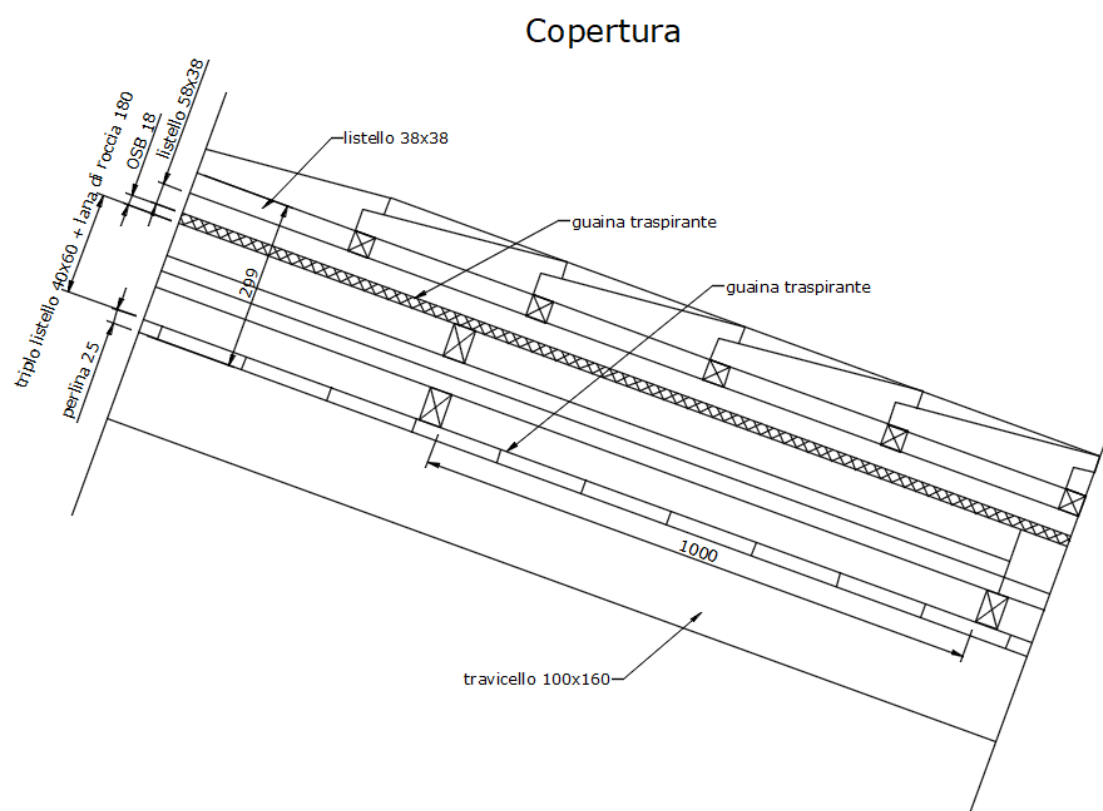 Copertura
triplo listello 40x60 + lana di roccia 180
OSB 18
listello 58x38
perlina 25
listello 38x38
guaina traspirante
guaina traspirante
299
1000
travicello 100x160